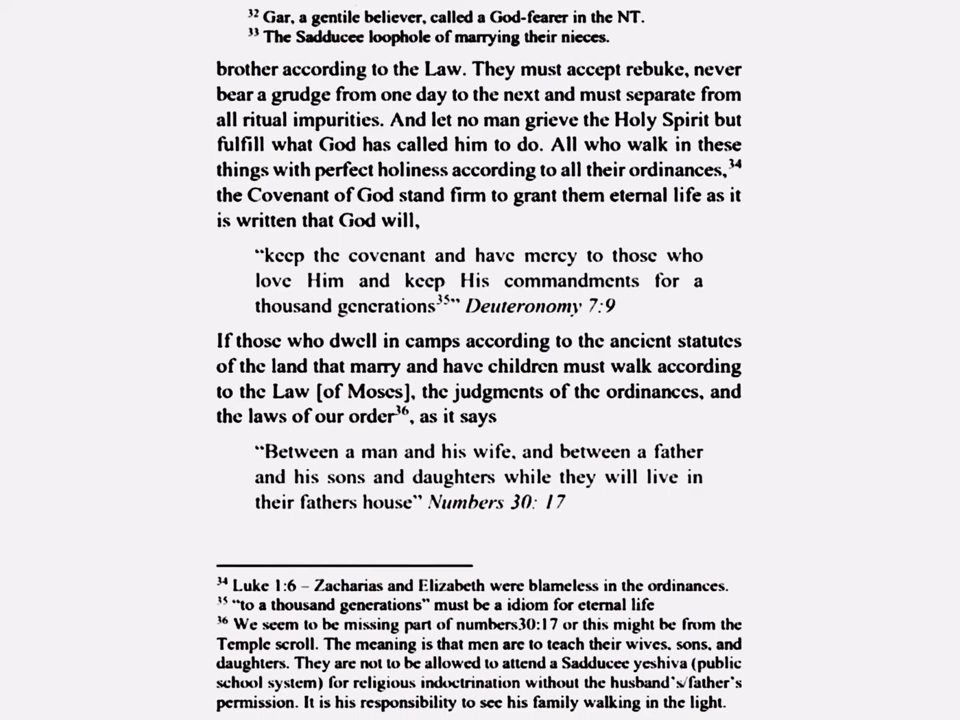 ³² Gar, a gentile believer, called a God-fearer in the NT.
³³ The Sadducee loophole of marrying their nieces.
brother according to the Law. They must accept rebuke, never
bear a grudge from one day to the next and must separate from
all ritual impurities. And let no man grieve the Holy Spirit but
fulfill what God has called him to do. All who walk in these
things with perfect holiness according to all their ordinances,³⁴
the Covenant of God stand firm to grant them eternal life as it
is written that God will,
“keep the covenant and have mercy to those who
love Him and keep His commandments for a
thousand generations³⁵” Deuteronomy 7:9
If those who dwell in camps according to the ancient statutes
of the land that marry and have children must walk according
to the Law [of Moses], the judgments of the ordinances, and
the laws of our order³⁶, as it says
“Between a man and his wife, and between a father
and his sons and daughters while they will live in
their fathers house” Numbers 30: 17
³⁴ Luke 1:6 – Zacharias and Elizabeth were blameless in the ordinances.
³⁵ “to a thousand generations” must be a idiom for eternal life
³⁶ We seem to be missing part of numbers30:17 or this might be from the
Temple scroll. The meaning is that men are to teach their wives, sons, and
daughters. They are not to be allowed to attend a Sadducee yeshiva (public
school system) for religious indoctrination without the husband's/father's
permission. It is his responsibility to see his family walking in the light.